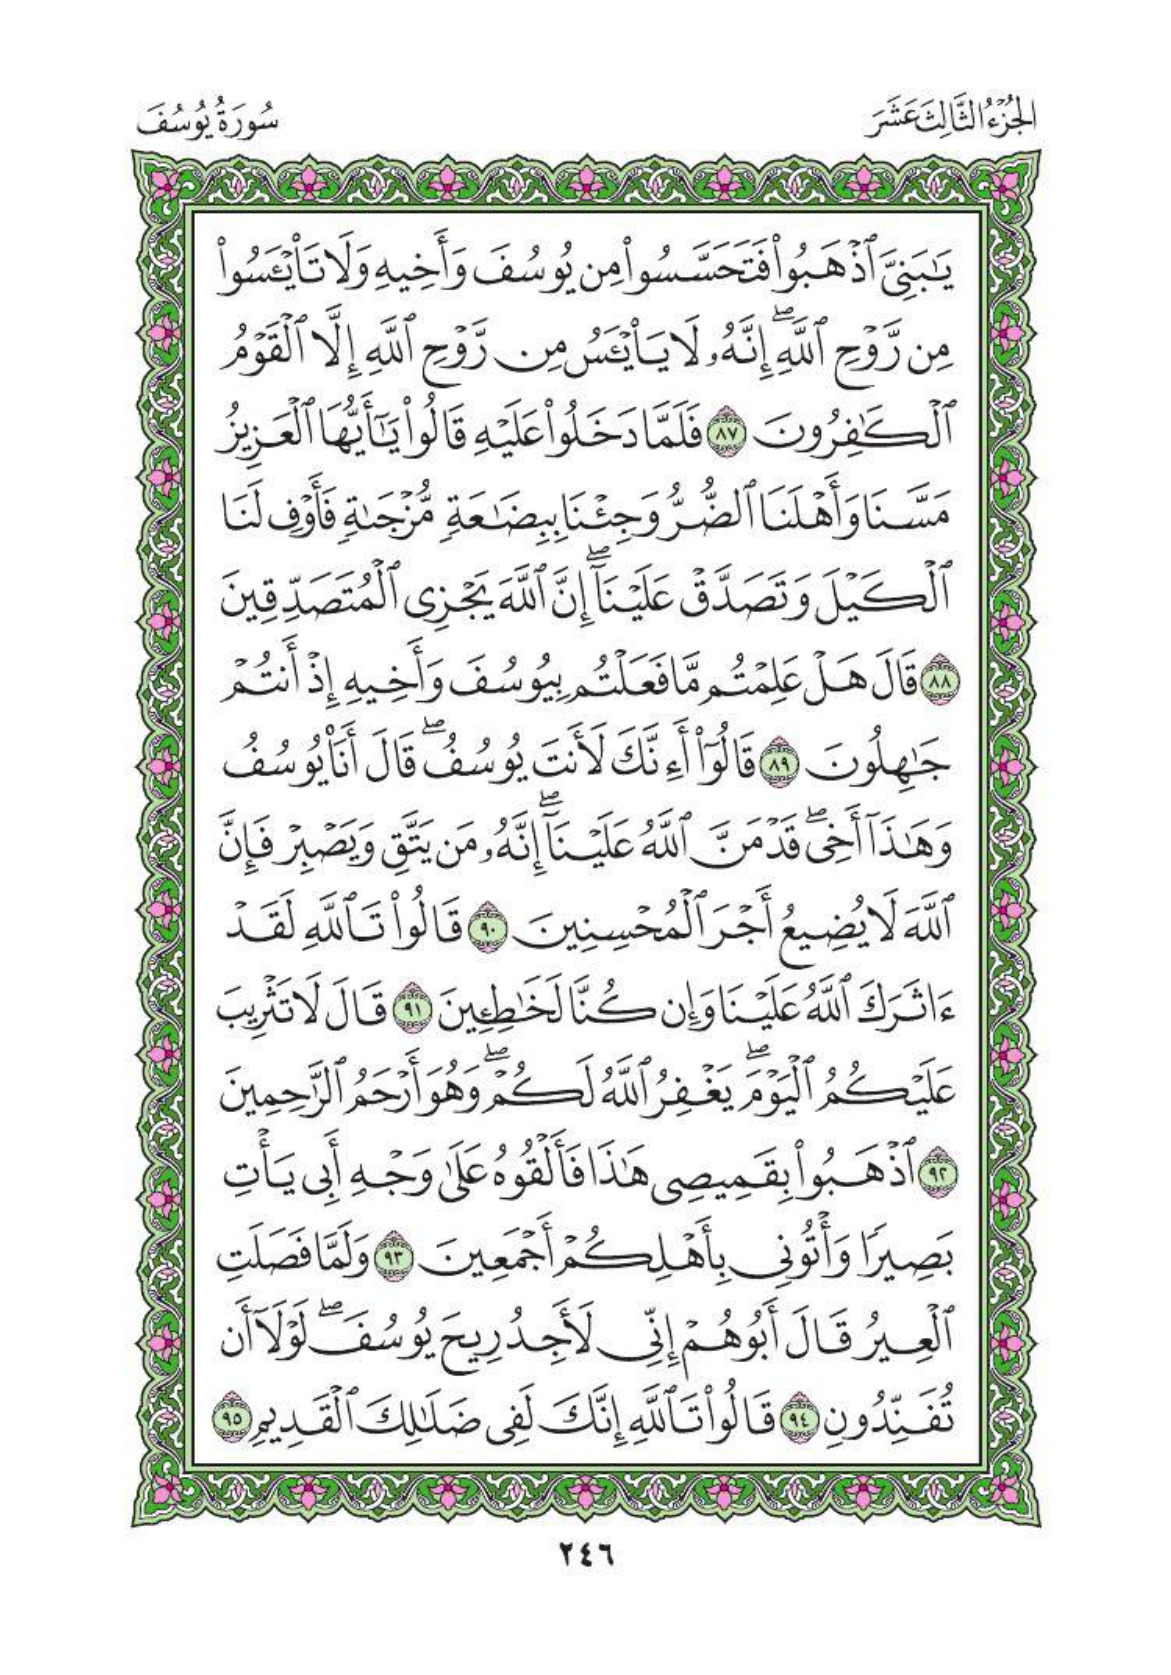 الجُزْءُ الثَّالِثَ عَشَرَ
سُورَةُ يُوسُفَ
يَٰبَنِىَّ ٱذْهَبُوا۟ فَتَحَسَّسُوا۟ مِن يُوسُفَ وَأَخِيهِ وَلَا تَا۟يْـَٔسُوا۟
مِن رَّوْحِ ٱللَّهِ ۖ إِنَّهُۥ لَا يَا۟يْـَٔسُ مِن رَّوْحِ ٱللَّهِ إِلَّا ٱلْقَوْمُ
ٱلْكَٰفِرُونَ ٨٧ فَلَمَّا دَخَلُوا۟ عَلَيْهِ قَالُوا۟ يَٰٓأَيُّهَا ٱلْعَزِيزُ
مَسَّنَا وَأَهْلَنَا ٱلضُّرُّ وَجِئْنَا بِبِضَٰعَةٍ مُّزْجَىٰةٍ فَأَوْفِ لَنَا
ٱلْكَيْلَ وَتَصَدَّقْ عَلَيْنَآ ۖ إِنَّ ٱللَّهَ يَجْزِى ٱلْمُتَصَدِّقِينَ
٨٨ قَالَ هَلْ عَلِمْتُم مَّا فَعَلْتُم بِيُوسُفَ وَأَخِيهِ إِذْ أَنتُمْ
جَٰهِلُونَ ٨٩ قَالُوٓا۟ أَءِنَّكَ لَأَنتَ يُوسُفُ ۖ قَالَ أَنَا۠ يُوسُفُ
وَهَٰذَآ أَخِى ۖ قَدْ مَنَّ ٱللَّهُ عَلَيْنَآ ۖ إِنَّهُۥ مَن يَتَّقِ وَيَصْبِرْ فَإِنَّ
ٱللَّهَ لَا يُضِيعُ أَجْرَ ٱلْمُحْسِنِينَ ٩٠ قَالُوا۟ تَٱللَّهِ لَقَدْ
ءَاثَرَكَ ٱللَّهُ عَلَيْنَا وَإِن كُنَّا لَخَٰطِـِٔينَ ٩١ قَالَ لَا تَثْرِيبَ
عَلَيْكُمُ ٱلْيَوْمَ ۖ يَغْفِرُ ٱللَّهُ لَكُمْ ۖ وَهُوَ أَرْحَمُ ٱلرَّٰحِمِينَ
٩٢ ٱذْهَبُوا۟ بِقَمِيصِى هَٰذَا فَأَلْقُوهُ عَلَىٰ وَجْهِ أَبِى يَأْتِ
بَصِيرًا وَأْتُونِى بِأَهْلِكُمْ أَجْمَعِينَ ٩٣ وَلَمَّا فَصَلَتِ
ٱلْعِيرُ قَالَ أَبُوهُمْ إِنِّى لَأَجِدُ رِيحَ يُوسُفَ ۖ لَوْلَآ أَن
تُفَنِّدُونِ ٩٤ قَالُوا۟ تَٱللَّهِ إِنَّكَ لَفِى ضَلَٰلِكَ ٱلْقَدِيمِ ٩٥
٢٤٦